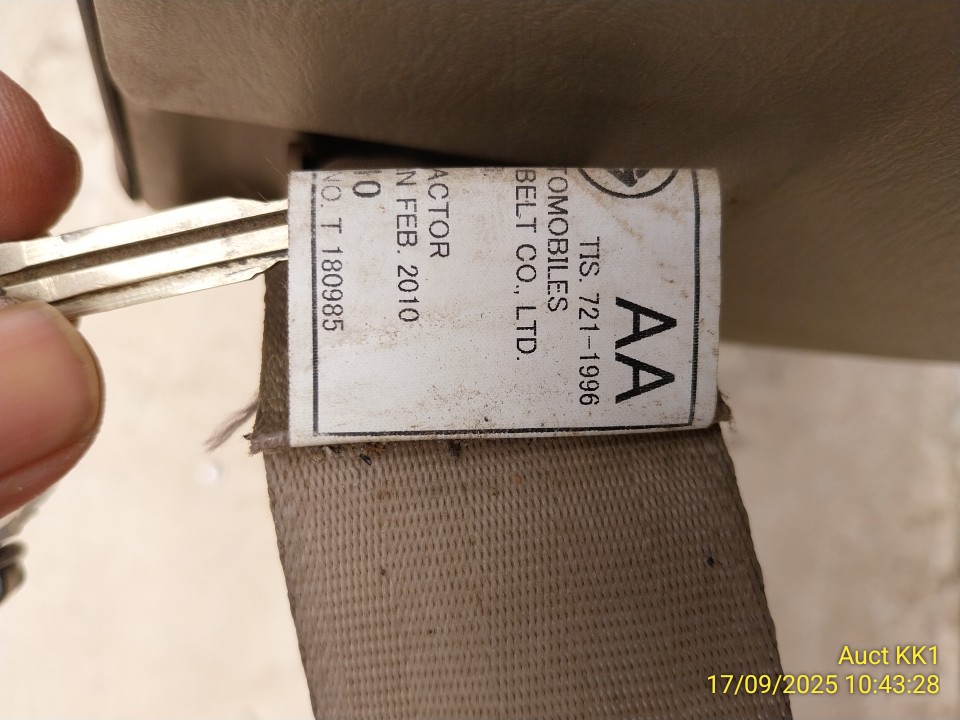 AA
TIS. 721-1996
TOMOBILES
BELT CO., LTD.
ACTOR
N FEB. 2010
10
NO. T 180985
Auct KK1
17/09/2025 10:43:28